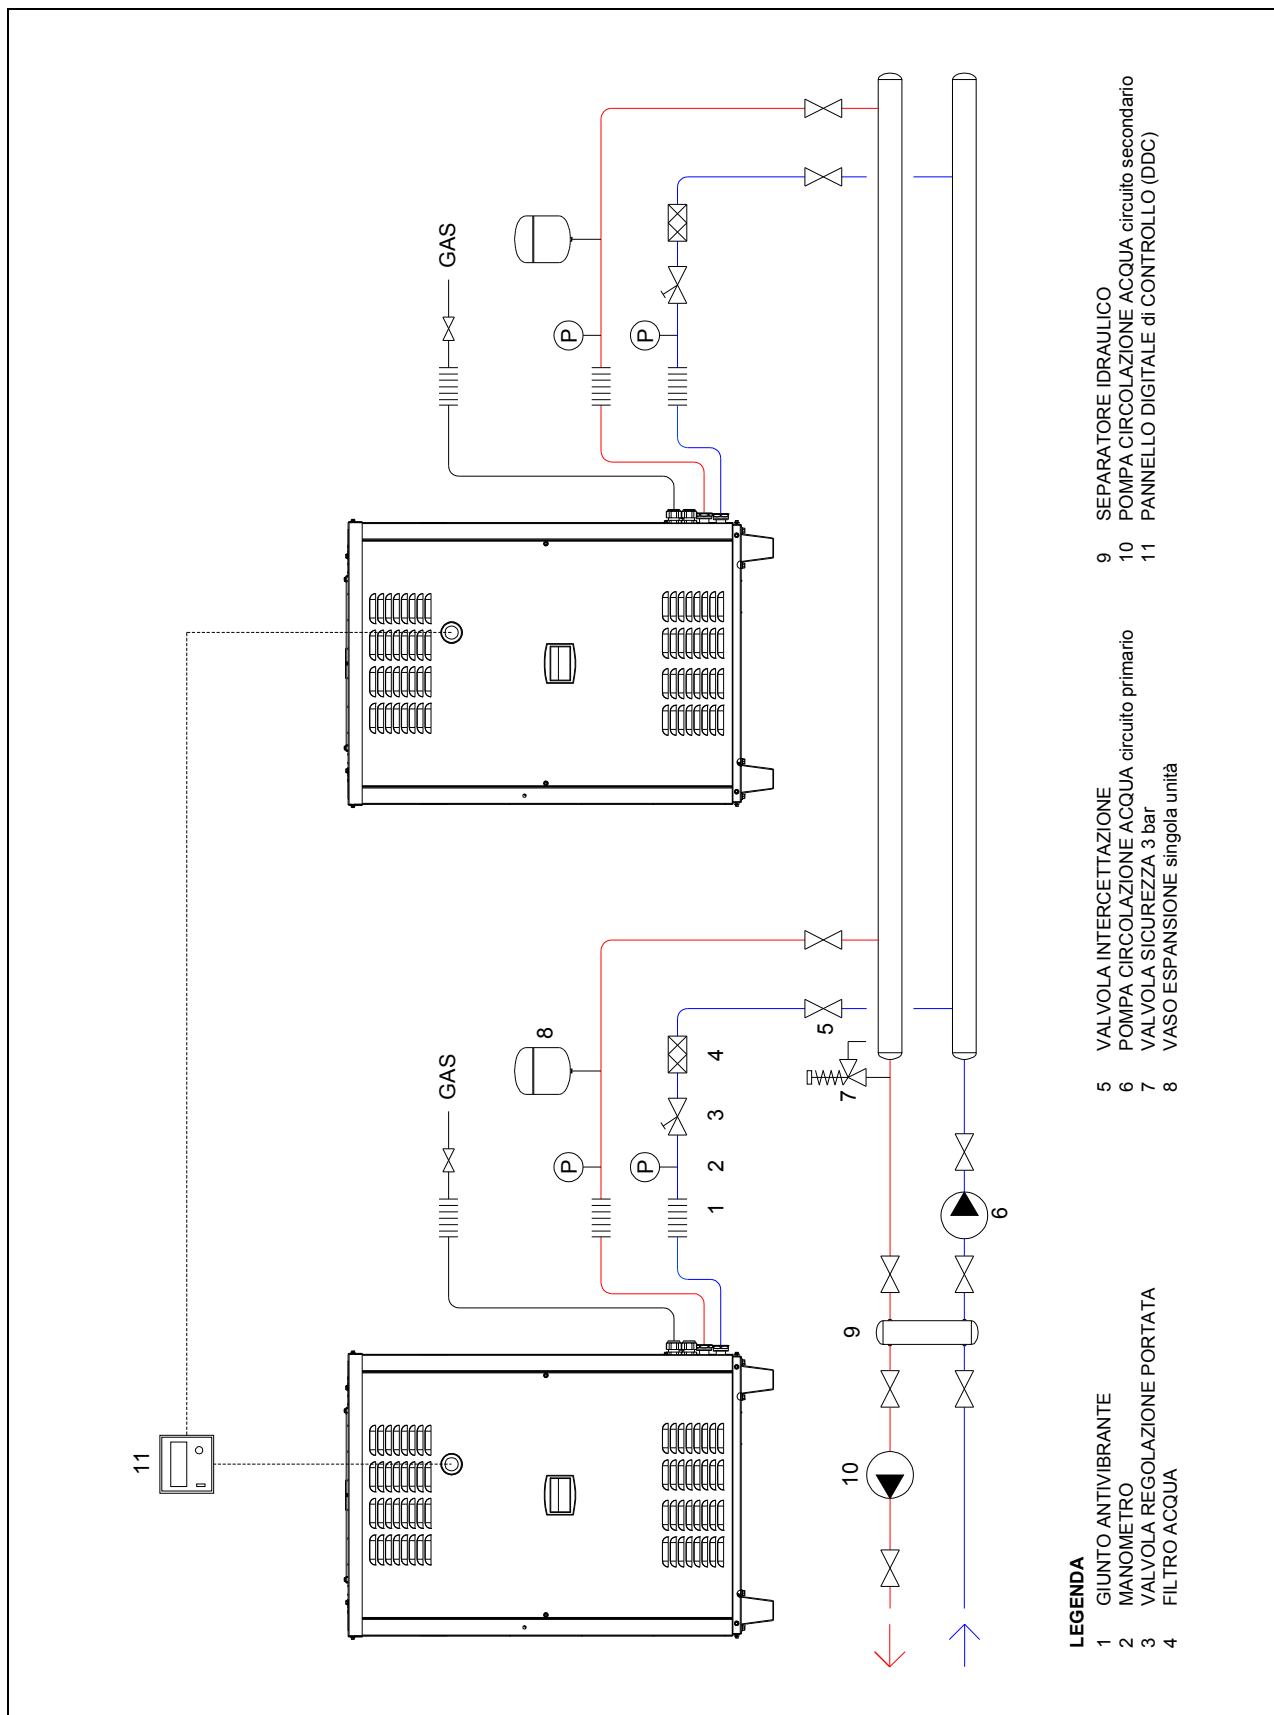 11
GAS
GAS
8
P
P
P
P
1
2
3
4
5
7
6
9
10
LEGENDA
1 GIUNTO ANTIVIBRANTE
2 MANOMETRO
3 VALVOLA REGOLAZIONE PORTATA
4 FILTRO ACQUA
5 VALVOLA INTERCETTAZIONE
6 POMPA CIRCOLAZIONE ACQUA circuito primario
7 VALVOLA SICUREZZA 3 bar
8 VASO ESPANSIONE singola unità
9 SEPARATORE IDRAULICO
10 POMPA CIRCOLAZIONE ACQUA circuito secondario
11 PANNELLO DIGITALE di CONTROLLO (DDC)